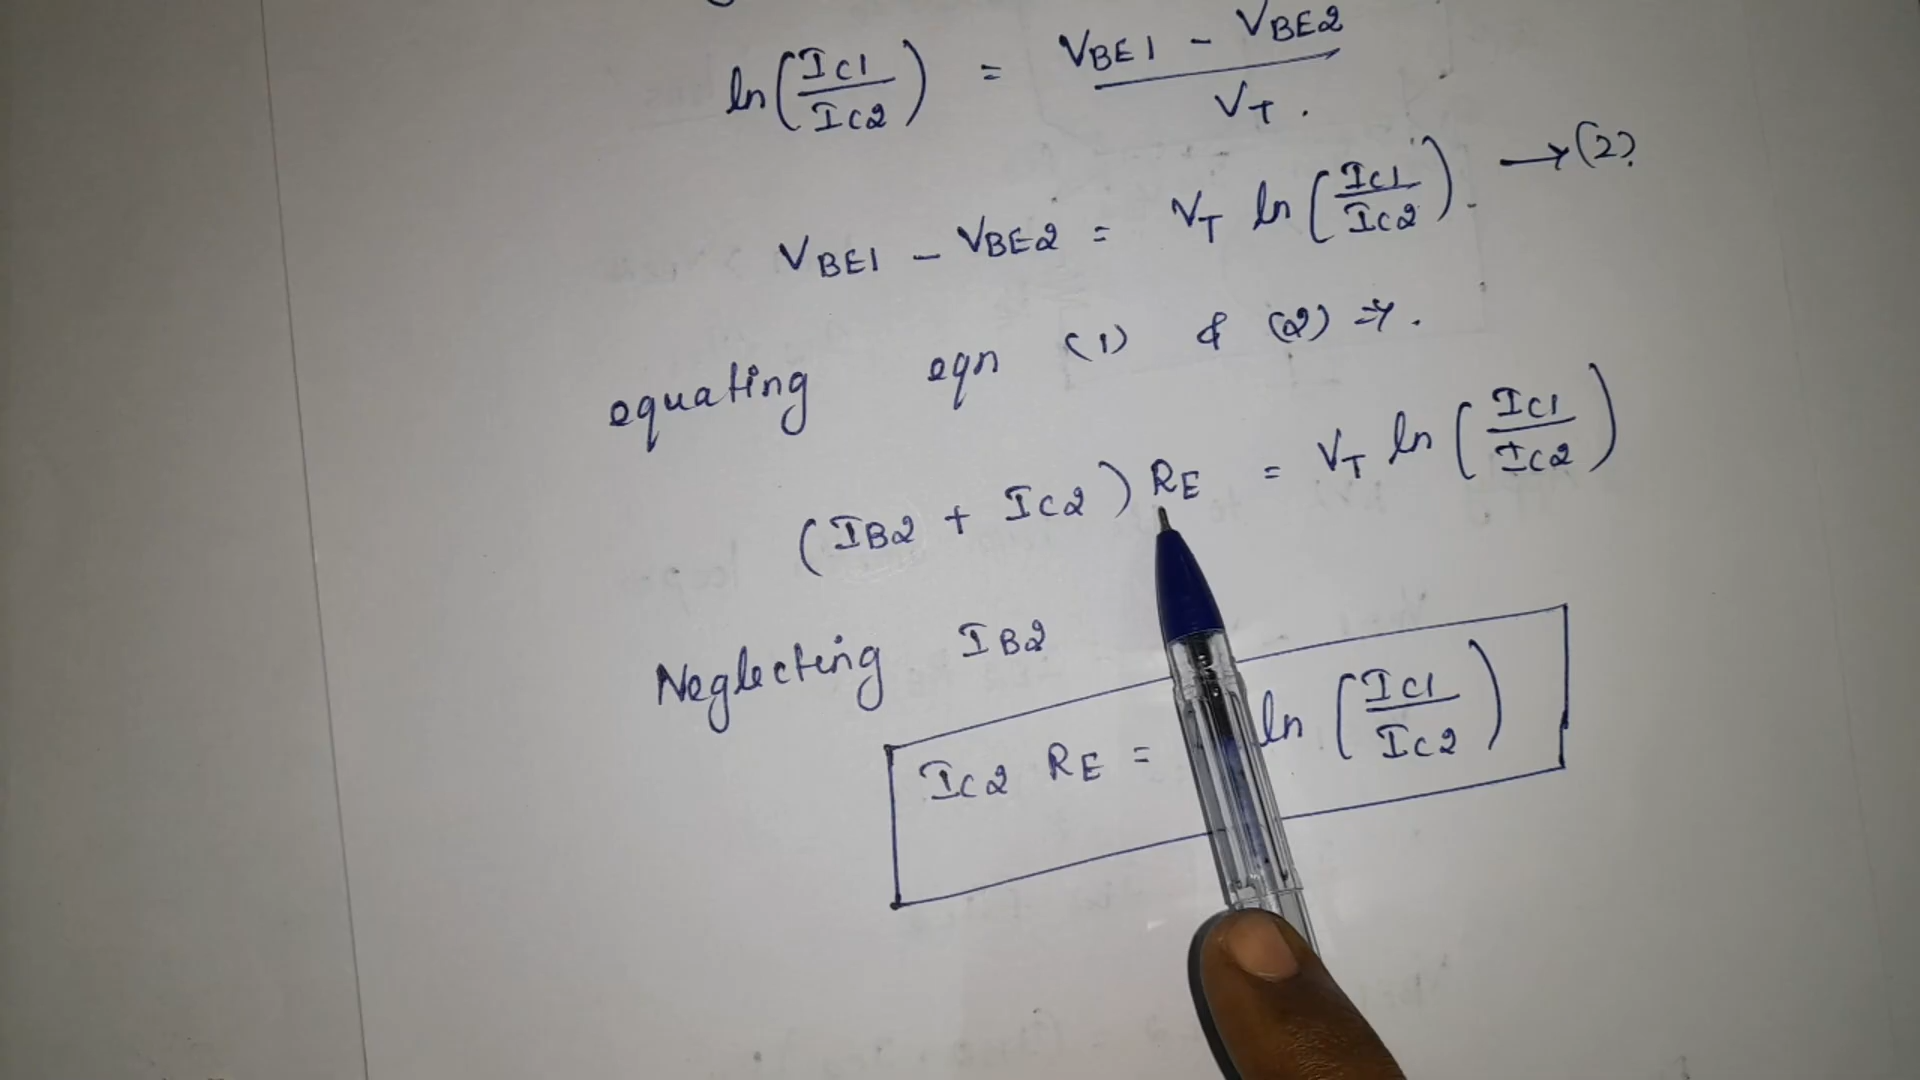 ln(IC1/IC2) = (VBE1 - VBE2)/VT.
VBE1 - VBE2 = VT ln(IC1/IC2). → (2).
equating eqn (1) & (2) ⇒.
(IB2 + IC2) RE = VT ln(IC1/IC2)
Neglecting IB2
IC2 RE = ln(IC1/IC2)